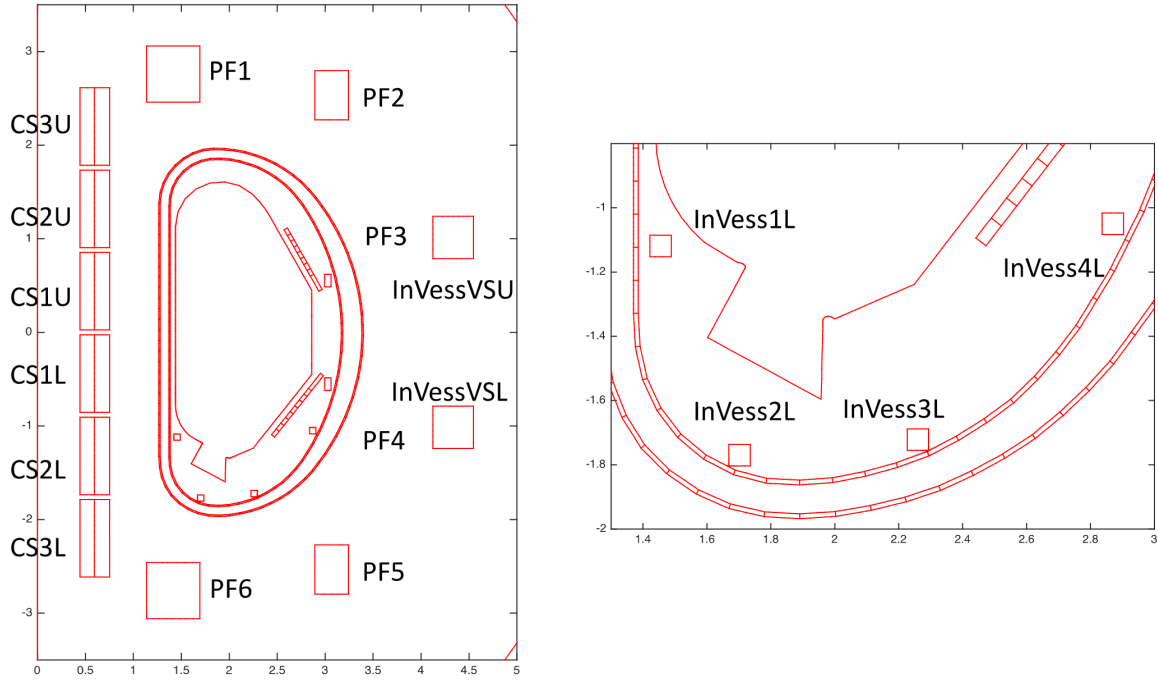 PF1
PF2
CS3U
CS2U
CS1U
CS1L
CS2L
CS3L
PF3
InVessVSU
InVessVSL
PF4
PF5
PF6
3
2
1
0
-1
-2
-3
0 0.5 1 1.5 2 2.5 3 3.5 4 4.5 5
InVess1L
InVess4L
InVess2L
InVess3L
-1
-1.2
-1.4
-1.6
-1.8
-2
1.4 1.6 1.8 2 2.2 2.4 2.6 2.8 3